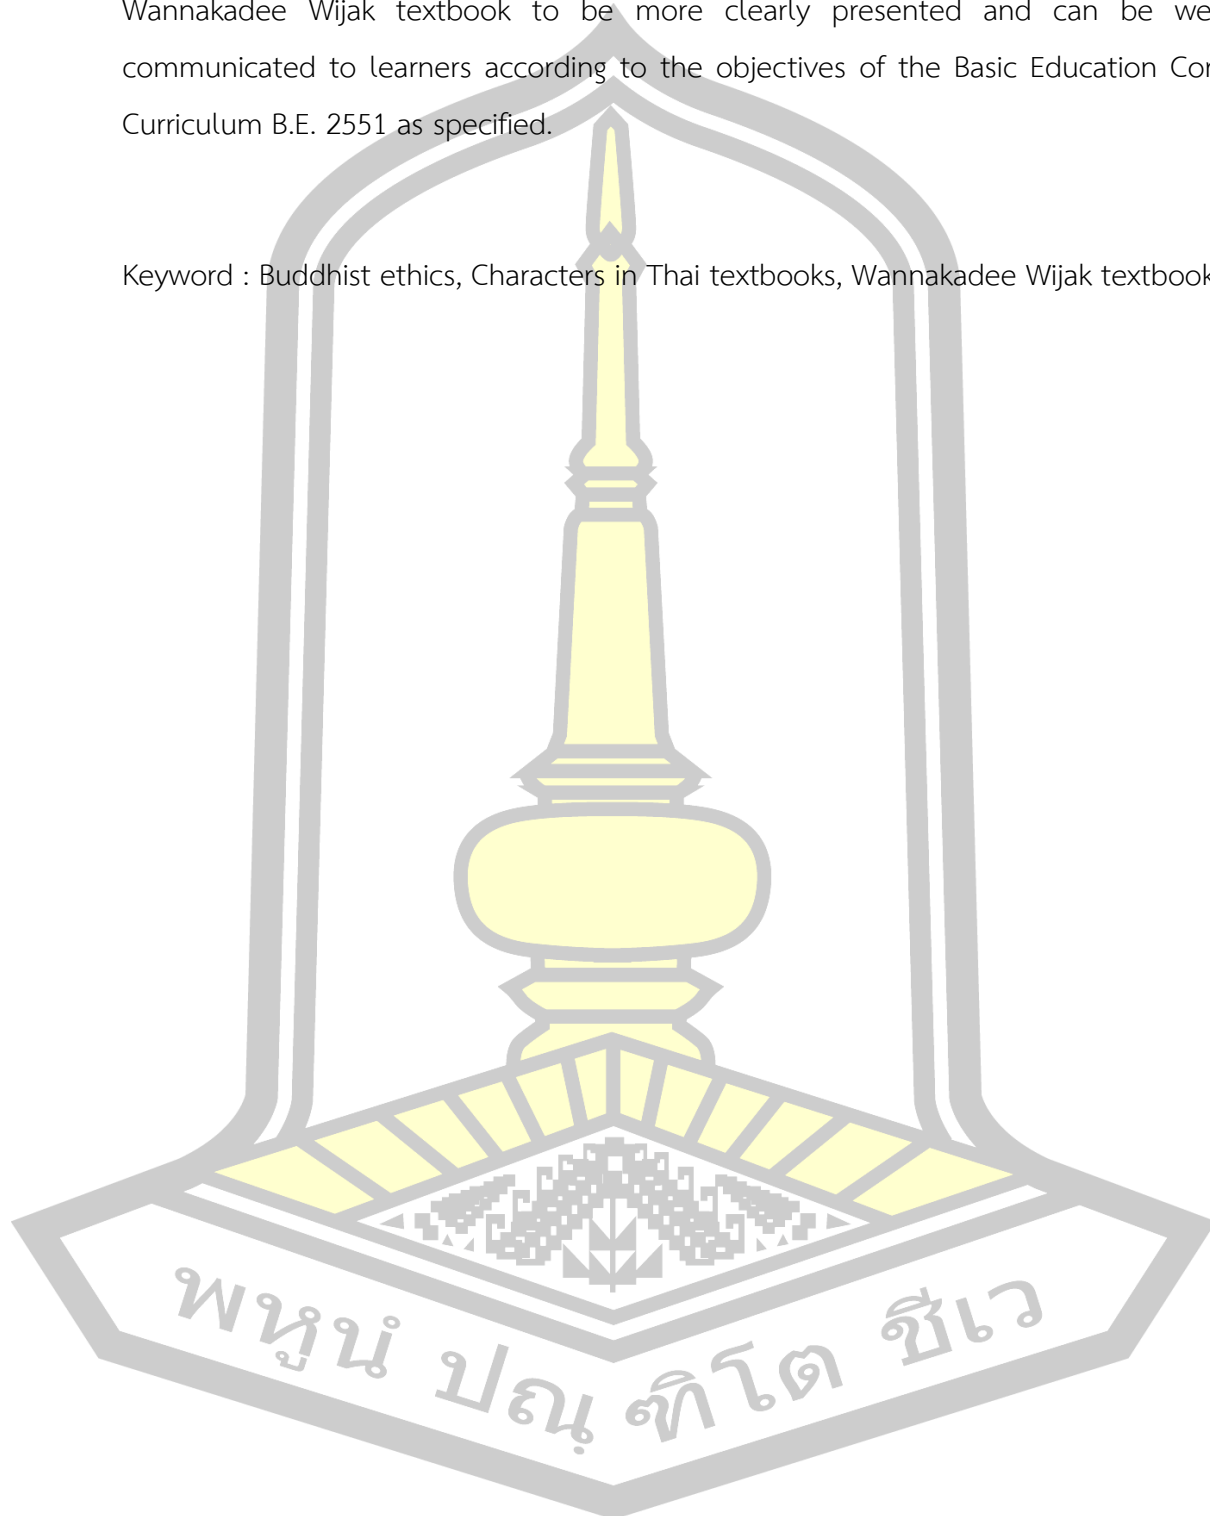 Wannakadee Wijak textbook to be more clearly presented and can be we
communicated to learners according to the objectives of the Basic Education Cor
Curriculum B.E. 2551 as specified.
Keyword : Buddhist ethics, Characters in Thai textbooks, Wannakadee Wijak textbook
พหูนํ ปณฺฑิโต ชีเว